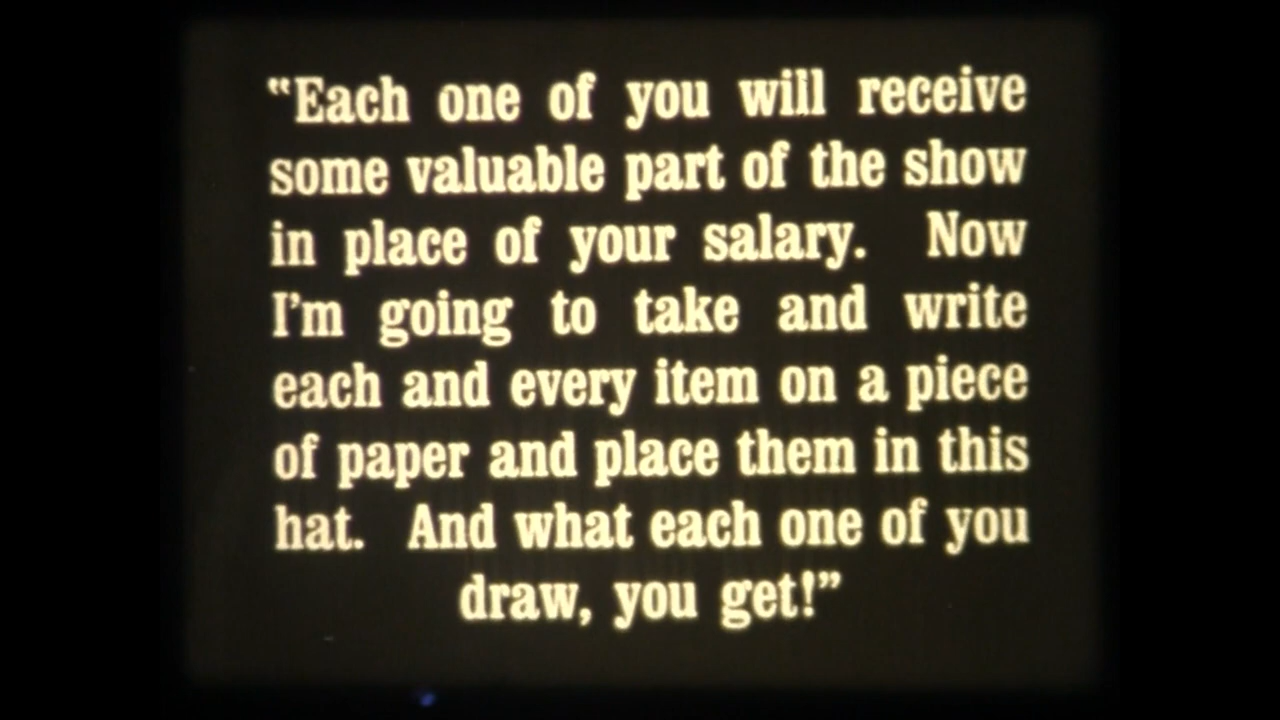 “Each one of you will receive
some valuable part of the show
in place of your salary. Now
I’m going to take and write
each and every item on a piece
of paper and place them in this
hat. And what each one of you
draw, you get!”